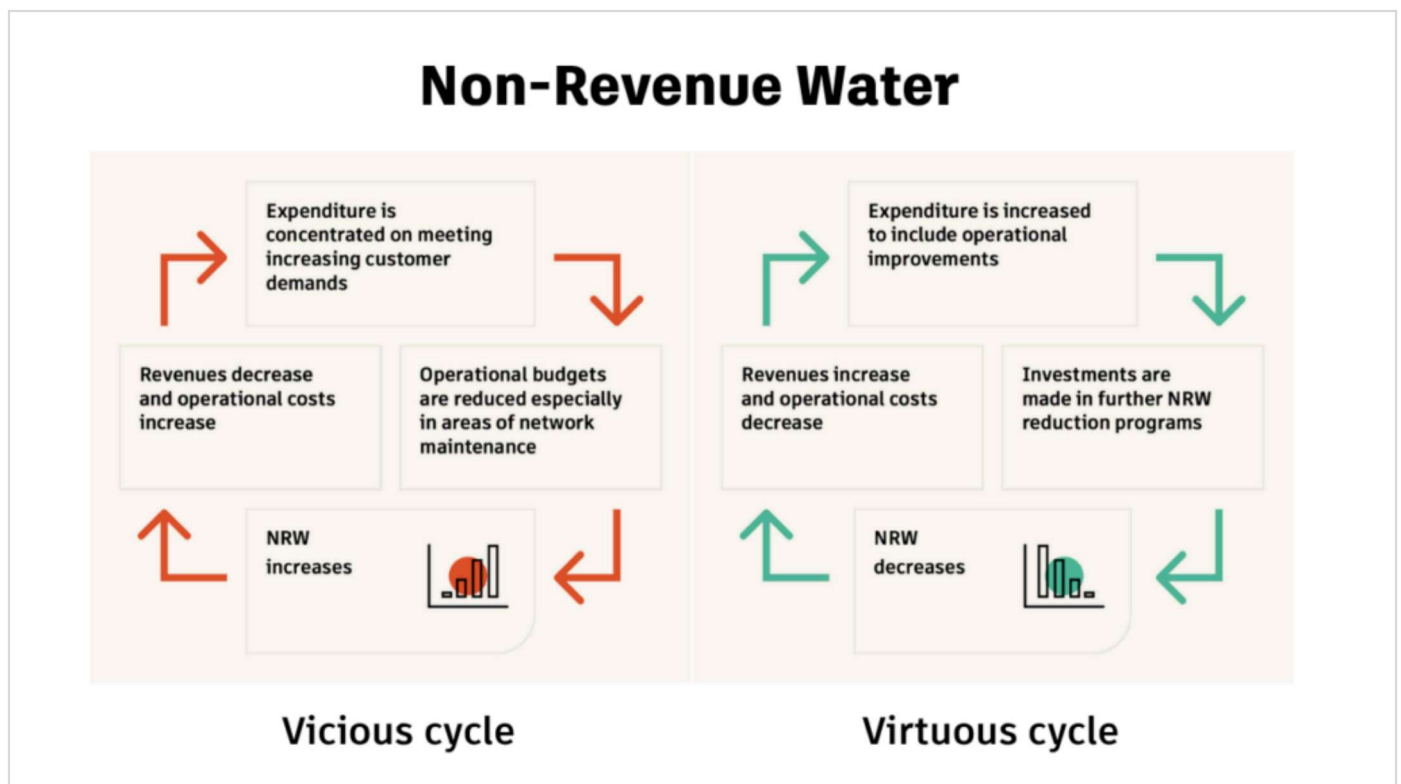 Non-Revenue Water
Expenditure is
concentrated on meeting
increasing customer
demands
Revenues decrease
and operational costs
increase
Operational budgets
are reduced especially
in areas of network
maintenance
NRW
increases
Vicious cycle
Expenditure is increased
to include operational
improvements
Revenues increase
and operational costs
decrease
Investments are
made in further NRW
reduction programs
NRW
decreases
Virtuous cycle